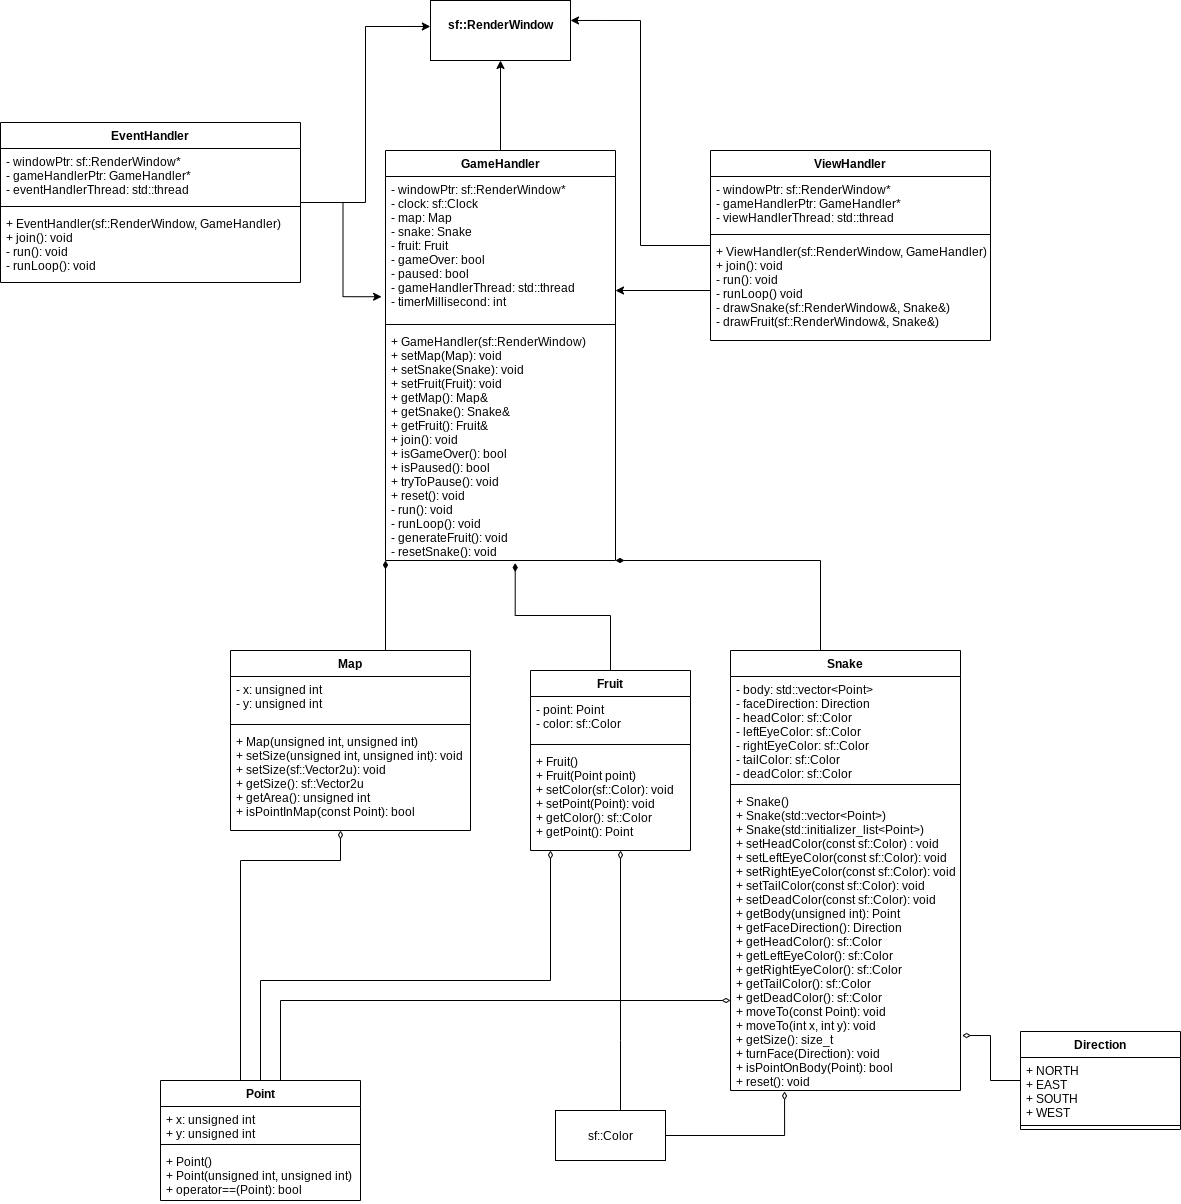 sf::RenderWindow
EventHandler
- windowPtr: sf::RenderWindow*
- gameHandlerPtr: GameHandler*
- eventHandlerThread: std::thread
+ EventHandler(sf::RenderWindow, GameHandler)
+ join(): void
- run(): void
- runLoop(): void
GameHandler
- windowPtr: sf::RenderWindow*
- clock: sf::Clock
- map: Map
- snake: Snake
- fruit: Fruit
- gameOver: bool
- paused: bool
- gameHandlerThread: std::thread
- timerMillisecond: int
+ GameHandler(sf::RenderWindow)
+ setMap(Map): void
+ setSnake(Snake): void
+ setFruit(Fruit): void
+ getMap(): Map&
+ getSnake(): Snake&
+ getFruit(): Fruit&
+ join(): void
+ isGameOver(): bool
+ isPaused(): bool
+ tryToPause(): void
+ reset(): void
- run(): void
- runLoop(): void
- generateFruit(): void
- resetSnake(): void
ViewHandler
- windowPtr: sf::RenderWindow*
- gameHandlerPtr: GameHandler*
- viewHandlerThread: std::thread
+ ViewHandler(sf::RenderWindow, GameHandler)
+ join(): void
- run(): void
- runLoop() void
- drawSnake(sf::RenderWindow&, Snake&)
- drawFruit(sf::RenderWindow&, Snake&)
Map
- x: unsigned int
- y: unsigned int
+ Map(unsigned int, unsigned int)
+ setSize(unsigned int, unsigned int): void
+ setSize(sf::Vector2u): void
+ getSize(): sf::Vector2u
+ getArea(): unsigned int
+ isPointInMap(const Point): bool
Fruit
- point: Point
- color: sf::Color
+ Fruit()
+ Fruit(Point point)
+ setColor(sf::Color): void
+ setPoint(Point): void
+ getColor(): sf::Color
+ getPoint(): Point
Snake
- body: std::vector<Point>
- faceDirection: Direction
- headColor: sf::Color
- leftEyeColor: sf::Color
- rightEyeColor: sf::Color
- tailColor: sf::Color
- deadColor: sf::Color
+ Snake()
+ Snake(std::vector<Point>)
+ Snake(std::initializer_list<Point>)
+ setHeadColor(const sf::Color) : void
+ setLeftEyeColor(const sf::Color): void
+ setRightEyeColor(const sf::Color): void
+ setTailColor(const sf::Color): void
+ setDeadColor(const sf::Color): void
+ getBody(unsigned int): Point
+ getFaceDirection(): Direction
+ getHeadColor(): sf::Color
+ getLeftEyeColor(): sf::Color
+ getRightEyeColor(): sf::Color
+ getTailColor(): sf::Color
+ getDeadColor(): sf::Color
+ moveTo(const Point): void
+ moveTo(int x, int y): void
+ getSize(): size_t
+ turnFace(Direction): void
+ isPointOnBody(Point): bool
+ reset(): void
Direction
+ NORTH
+ EAST
+ SOUTH
+ WEST
Point
+ x: unsigned int
+ y: unsigned int
+ Point()
+ Point(unsigned int, unsigned int)
+ operator==(Point): bool
sf::Color